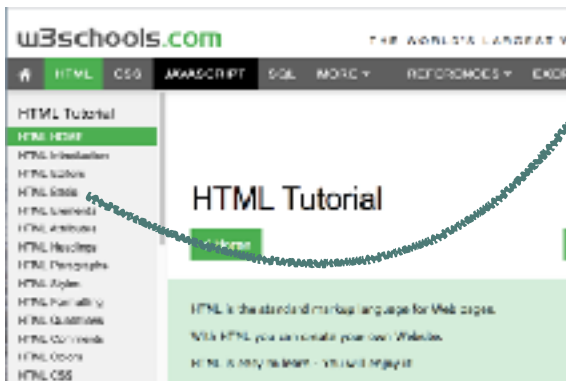 w3schools.com
THE WORLD'S LARGEST
HTML CSS JAVASCRIPT SQL MORE REFERENCES
HTML Tutorial
HTML HOME
HTML Introduction
HTML Editors
HTML Basic
HTML Elements
HTML Attributes
HTML Headings
HTML Paragraphs
HTML Styles
HTML Formatting
HTML Quotations
HTML Comments
HTML Colors
HTML CSS
HTML Tutorial
Home
HTML is the standard markup language for Web pages.
With HTML you can create your own Website.
HTML is easy to learn - You will enjoy it!